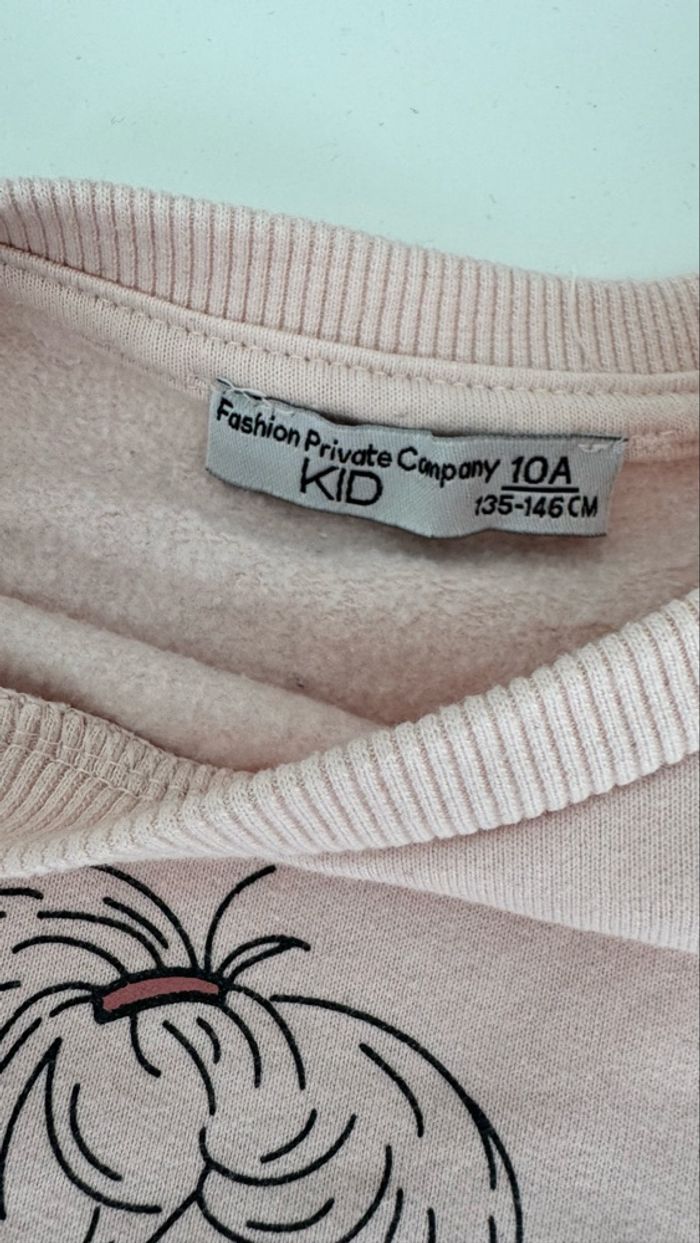 Fashion Private Company
KID
10A
135-146 CM